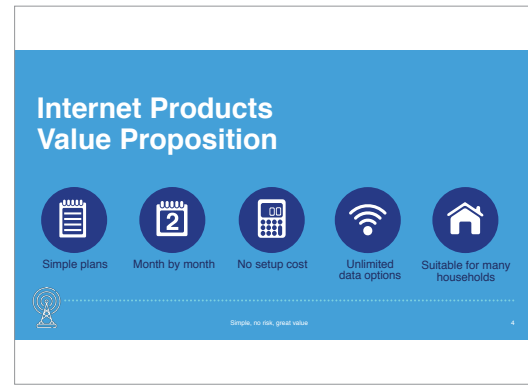 Internet Products
Value Proposition
2
00
Simple plans
Month by month
No setup cost
Unlimited
data options
Suitable for many
households
Simple, no risk, great value
4